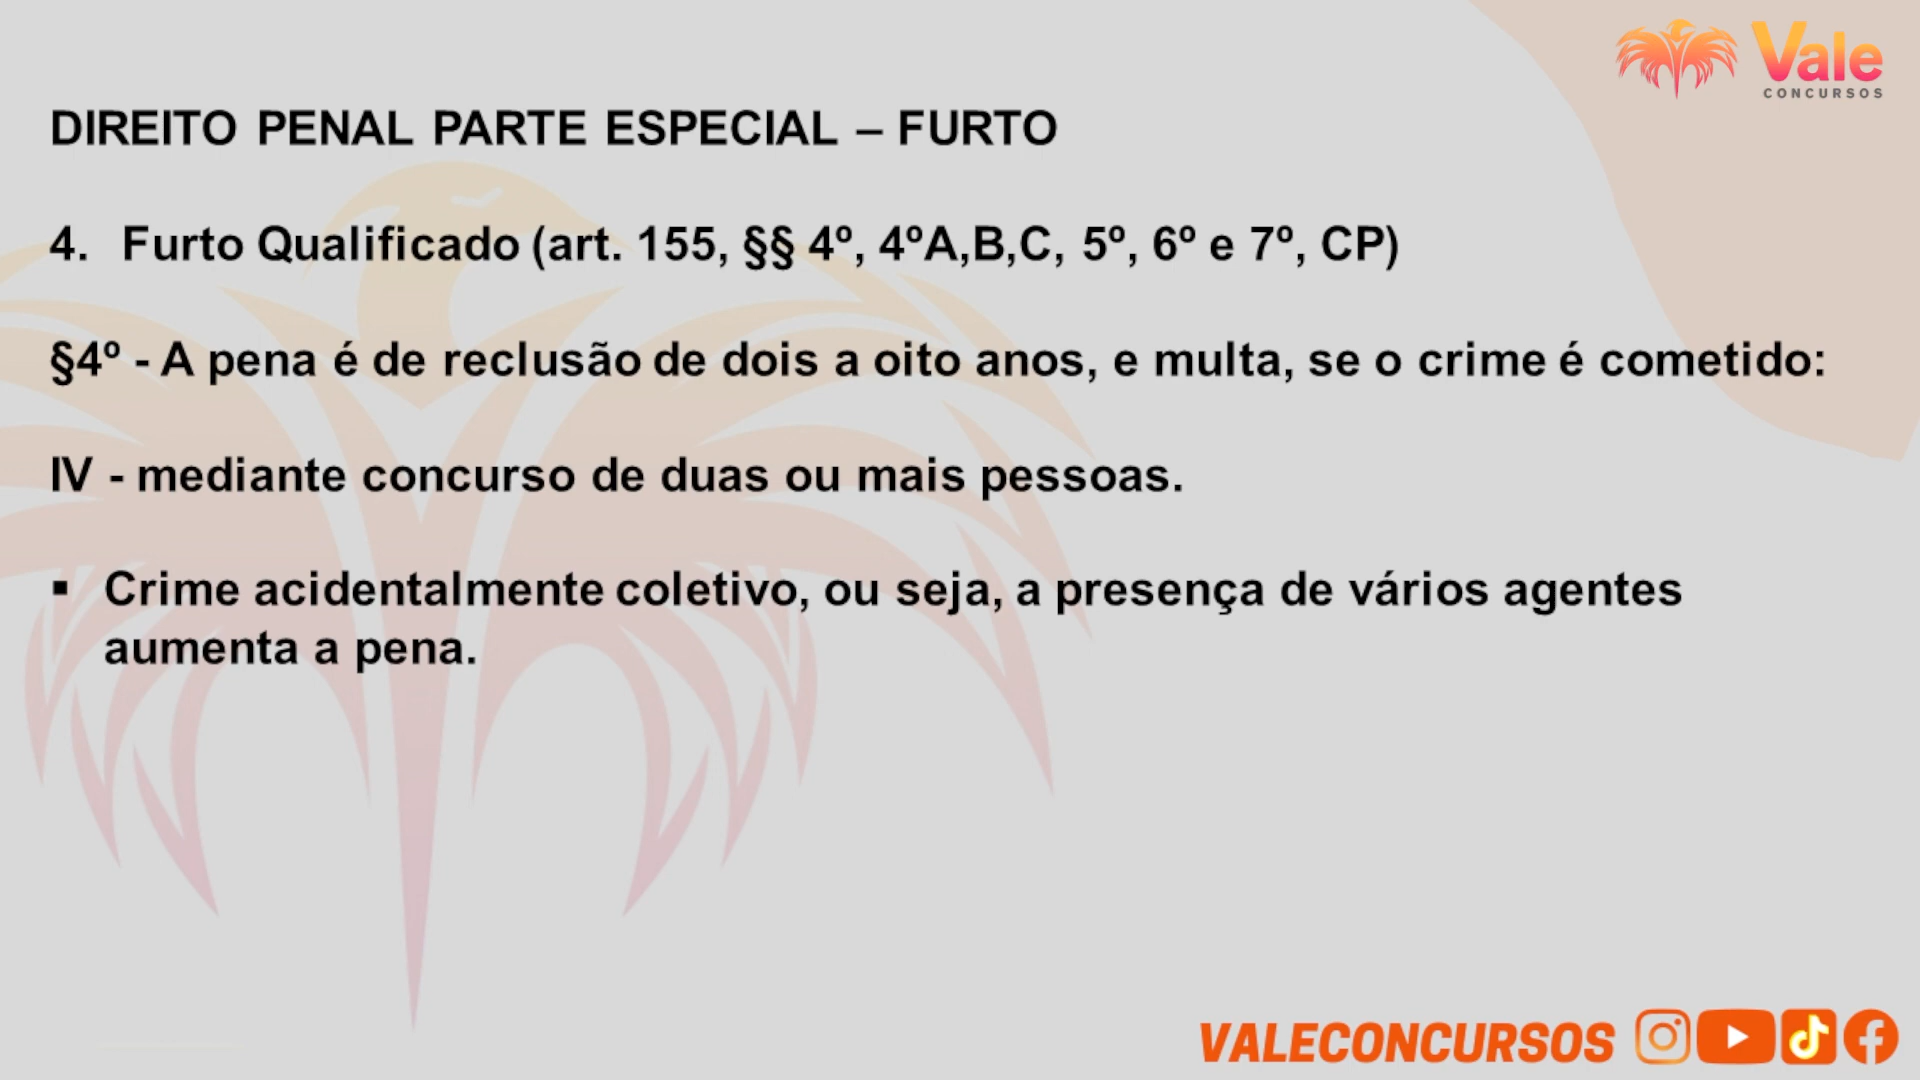 Vale
CONCURSOS
DIREITO PENAL PARTE ESPECIAL – FURTO
4. Furto Qualificado (art. 155, §§ 4º, 4ºA,B,C, 5º, 6º e 7º, CP)
§4º - A pena é de reclusão de dois a oito anos, e multa, se o crime é cometido:
IV - mediante concurso de duas ou mais pessoas.
▪ Crime acidentalmente coletivo, ou seja, a presença de vários agentes
aumenta a pena.
VALECONCURSOS